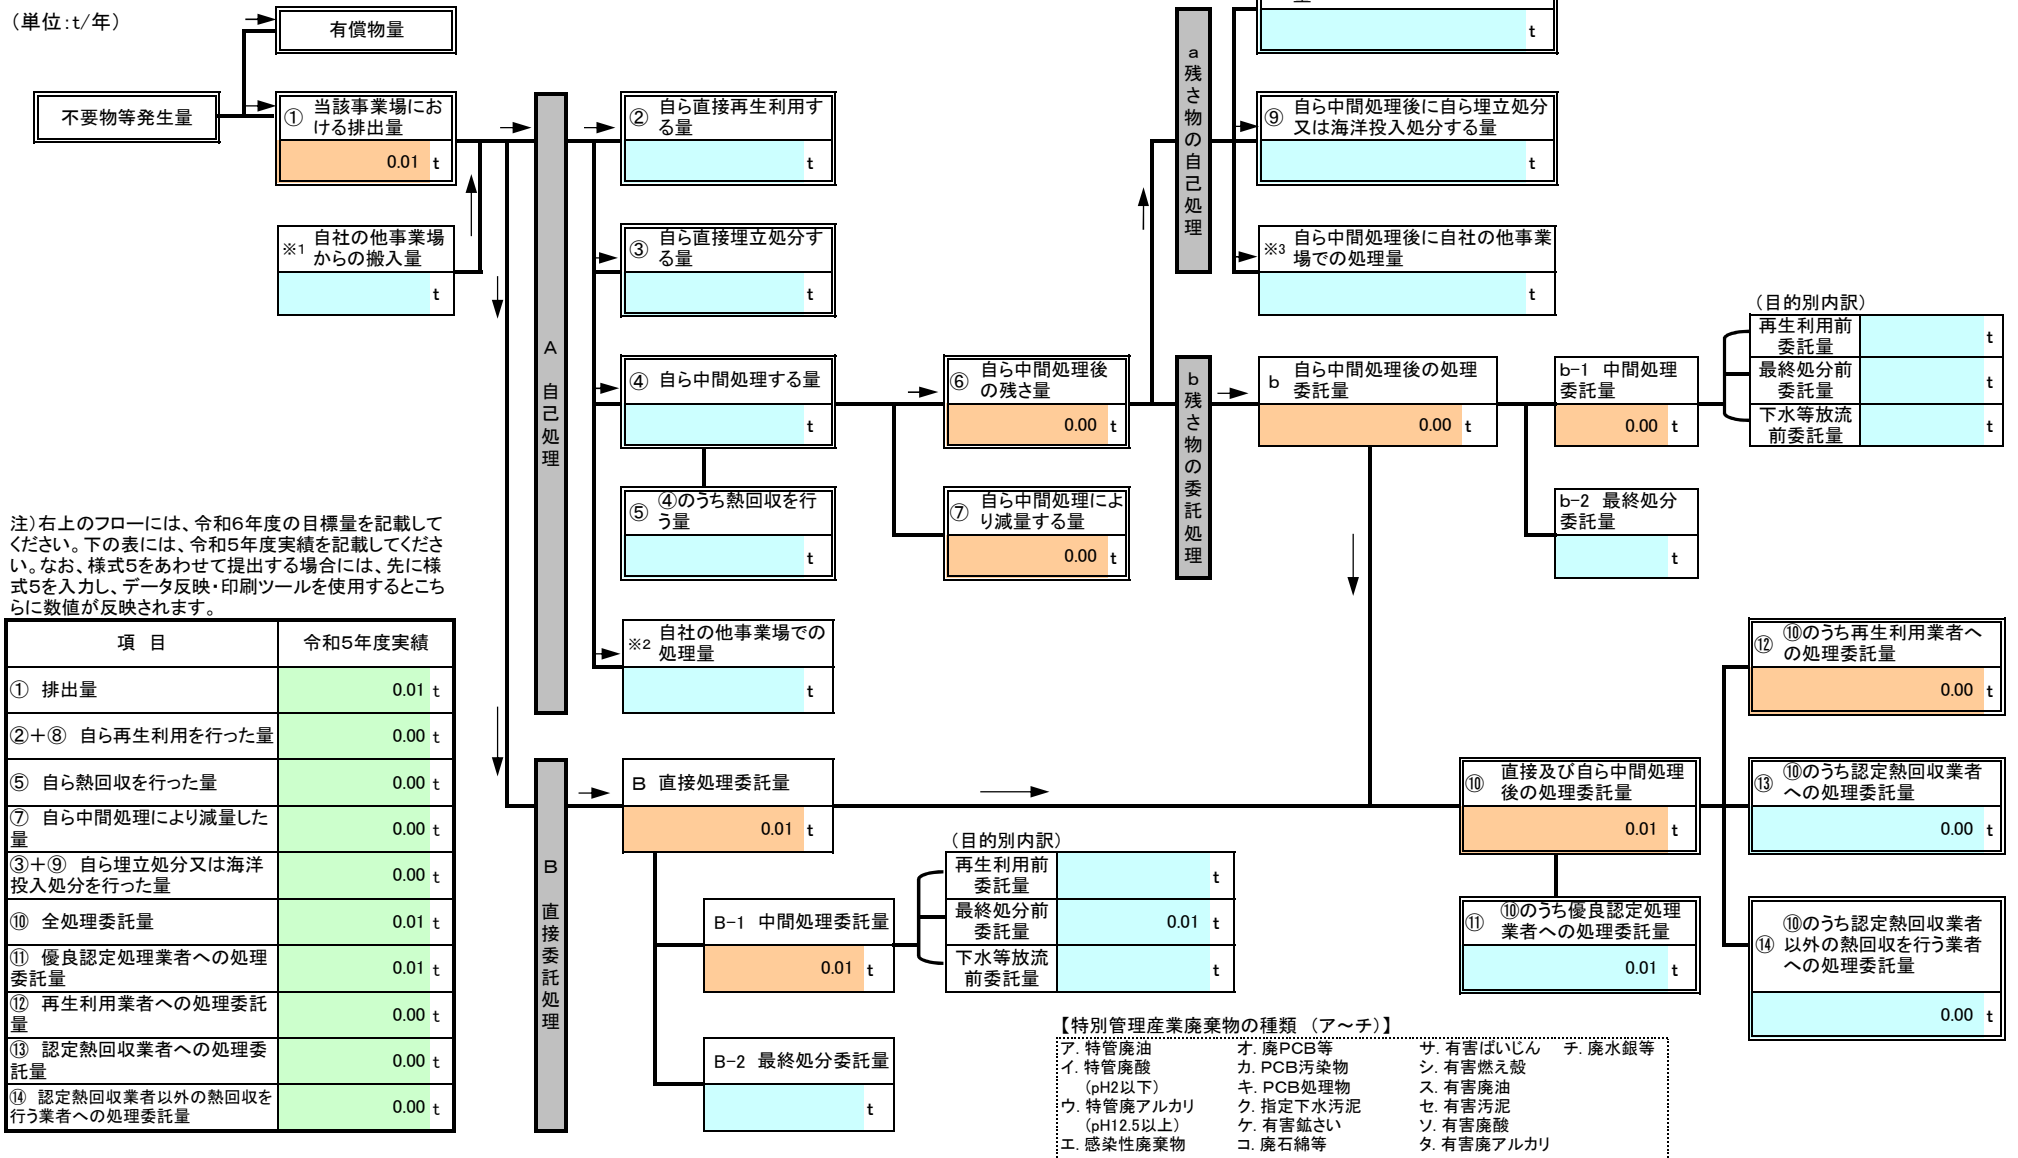 （単位：t/年）
有償物量
t
不要物等発生量
① 当該事業場にお
ける排出量
0.01 t
※1 自社の他事業場
からの搬入量
t
A 自己処理
② 自ら直接再生利用す
る量
t
③ 自ら直接埋立処分す
る量
t
④ 自ら中間処理する量
t
⑤ ④のうち熱回収を行
う量
t
※2 自社の他事業場での
処理量
t
⑥ 自ら中間処理後
の残さ量
0.00 t
⑦ 自ら中間処理によ
り減量する量
0.00 t
a 残さ物の自己処理
⑨ 自ら中間処理後に自ら埋立処分
又は海洋投入処分する量
t
※3 自ら中間処理後に自社の他事業
場での処理量
t
b 残さ物の委託処理
b 自ら中間処理後の処理
委託量
0.00 t
b-1 中間処理
委託量
0.00 t
b-2 最終処分
委託量
t
（目的別内訳）
再生利用前
委託量
t
最終処分前
委託量
t
下水等放流
前委託量
t
注）右上のフローには、令和6年度の目標量を記載して
ください。下の表には、令和5年度実績を記載してくださ
い。なお、様式5をあわせて提出する場合には、先に様
式5を入力し、データ反映・印刷ツールを使用するとこち
らに数値が反映されます。
項 目 令和5年度実績
① 排出量 0.01 t
②＋⑧ 自ら再生利用を行った量 0.00 t
⑤ 自ら熱回収を行った量 0.00 t
⑦ 自ら中間処理により減量した
量 0.00 t
③＋⑨ 自ら埋立処分又は海洋
投入処分を行った量 0.00 t
⑩ 全処理委託量 0.01 t
⑪ 優良認定処理業者への処理
委託量 0.01 t
⑫ 再生利用業者への処理委託
量 0.00 t
⑬ 認定熱回収業者への処理委
託量 0.00 t
⑭ 認定熱回収業者以外の熱回収を
行う業者への処理委託量 0.00 t
B 直接委託処理
B 直接処理委託量
0.01 t
B-1 中間処理委託量
0.01 t
B-2 最終処分委託量
t
（目的別内訳）
再生利用前
委託量
t
最終処分前
委託量
0.01 t
下水等放流
前委託量
t
⑩ 直接及び自ら中間処理
後の処理委託量
0.01 t
⑪ ⑩のうち優良認定処理
業者への処理委託量
0.01 t
⑫ ⑩のうち再生利用業者へ
の処理委託量
0.00 t
⑬ ⑩のうち認定熱回収業者
への処理委託量
0.00 t
⑭ ⑩のうち認定熱回収業者
以外の熱回収を行う業者
への処理委託量
0.00 t
【特別管理産業廃棄物の種類 （ア～チ）】
ア. 特管廃油 オ. 廃PCB等 サ. 有害ばいじん チ. 廃水銀等
イ. 特管廃酸 カ. PCB汚染物 シ. 有害燃え殻
（pH2以下） キ. PCB処理物 ス. 有害廃油
ウ. 特管廃アルカリ ク. 指定下水汚泥 セ. 有害汚泥
（pH12.5以上） ケ. 有害鉱さい ソ. 有害廃酸
エ. 感染性廃棄物 コ. 廃石綿等 タ. 有害廃アルカリ